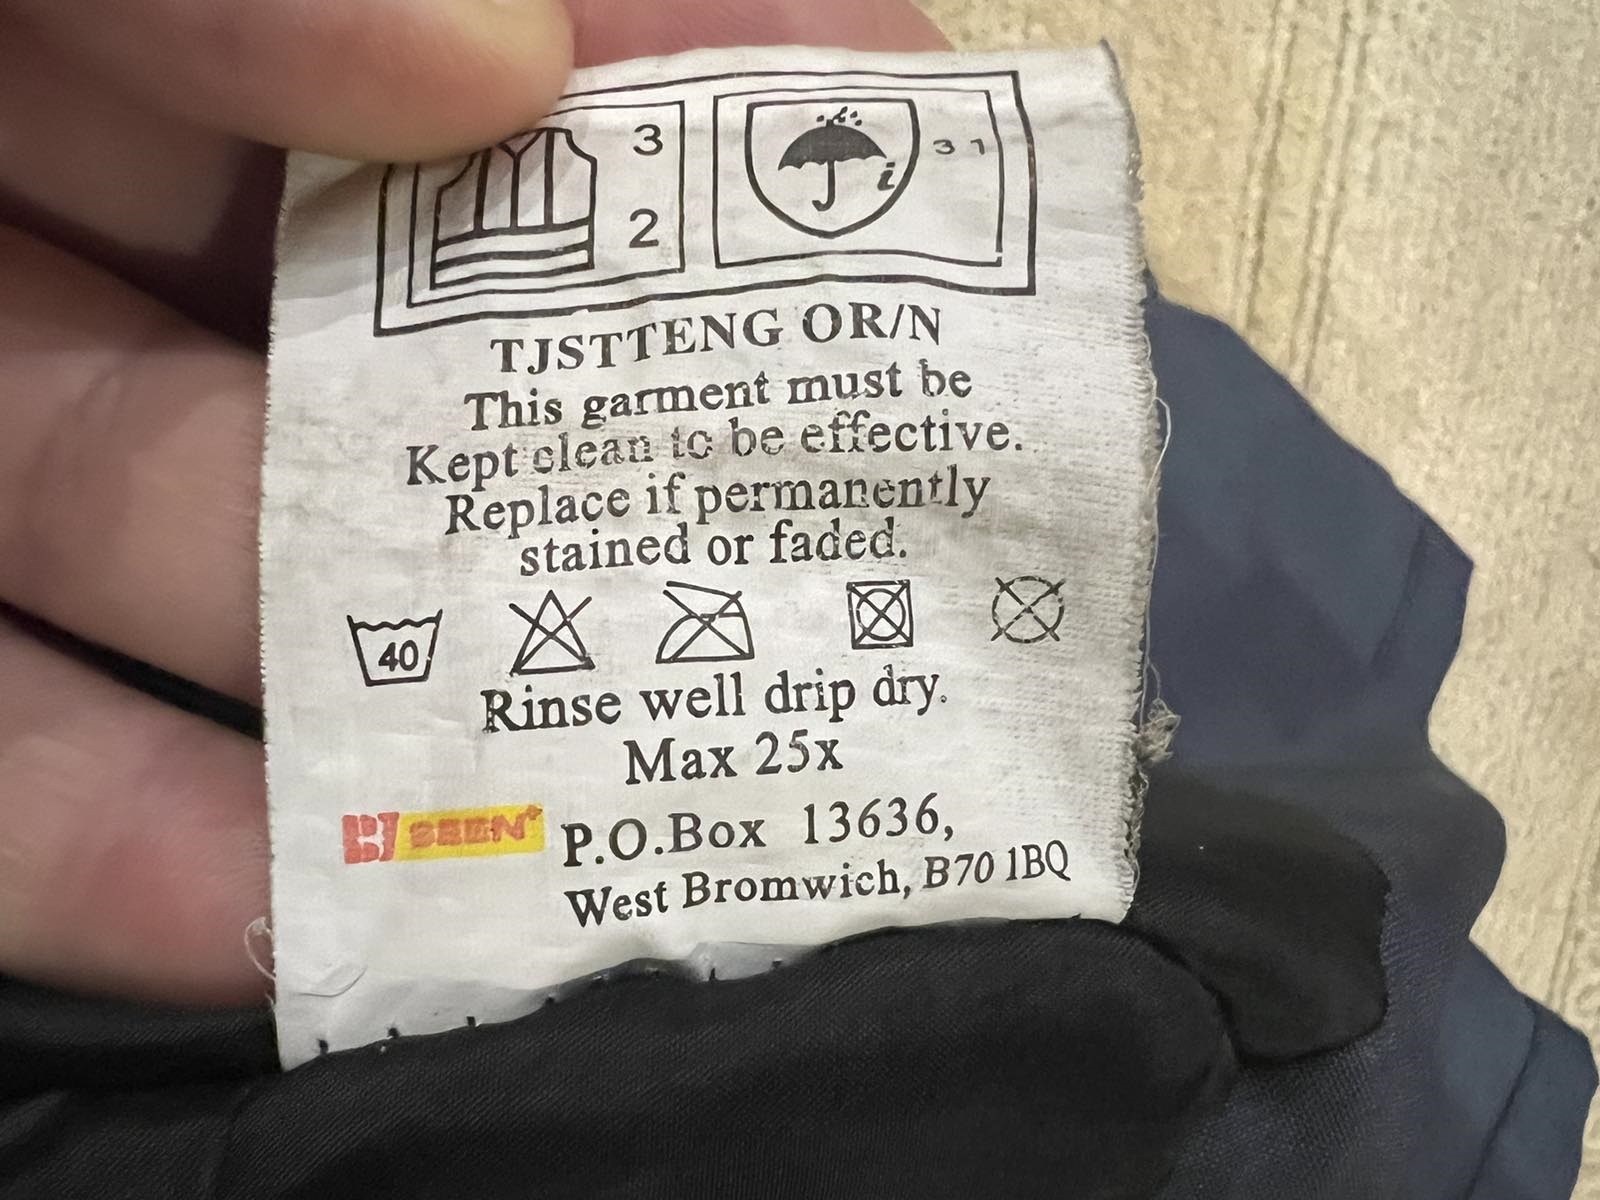 3
2
i
3 1
TJSTTENG OR/N
This garment must be
Kept clean to be effective.
Replace if permanently
stained or faded.
40
Rinse well drip dry.
Max 25x
B SEEN+
P.O.Box 13636,
West Bromwich, B70 1BQ